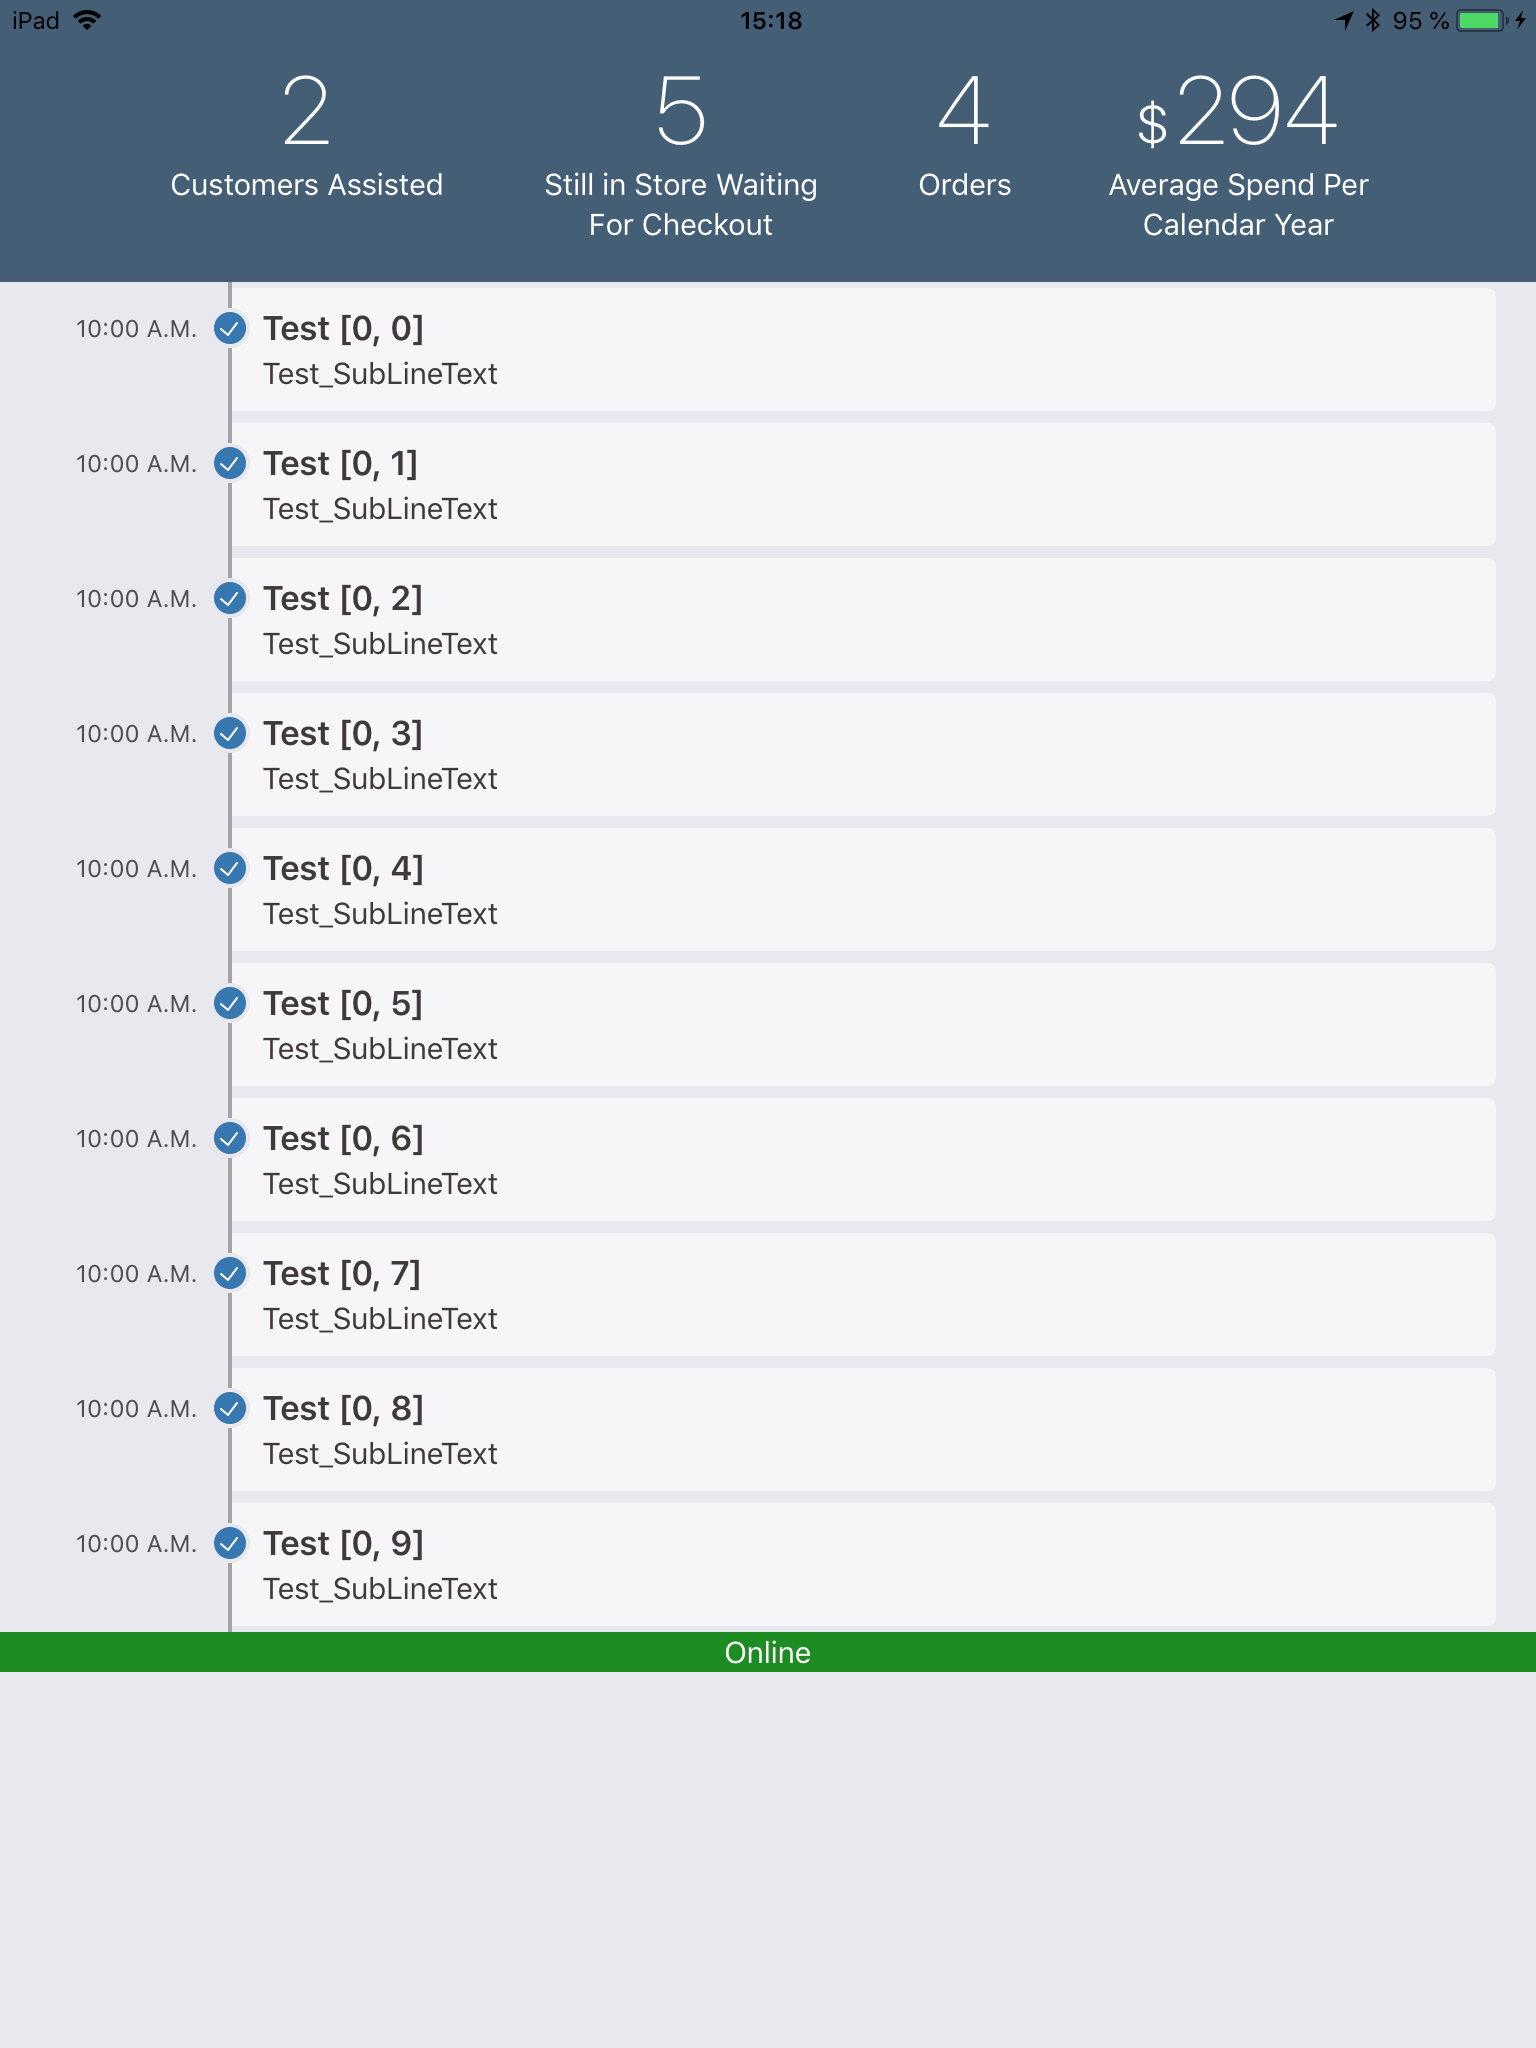 iPad 15:18 95 %
2 5 4 $294
Customers Assisted Still in Store Waiting Orders Average Spend Per
For Checkout Calendar Year
10:00 A.M. Test [0, 0]
Test_SubLineText
10:00 A.M. Test [0, 1]
Test_SubLineText
10:00 A.M. Test [0, 2]
Test_SubLineText
10:00 A.M. Test [0, 3]
Test_SubLineText
10:00 A.M. Test [0, 4]
Test_SubLineText
10:00 A.M. Test [0, 5]
Test_SubLineText
10:00 A.M. Test [0, 6]
Test_SubLineText
10:00 A.M. Test [0, 7]
Test_SubLineText
10:00 A.M. Test [0, 8]
Test_SubLineText
10:00 A.M. Test [0, 9]
Test_SubLineText
Online